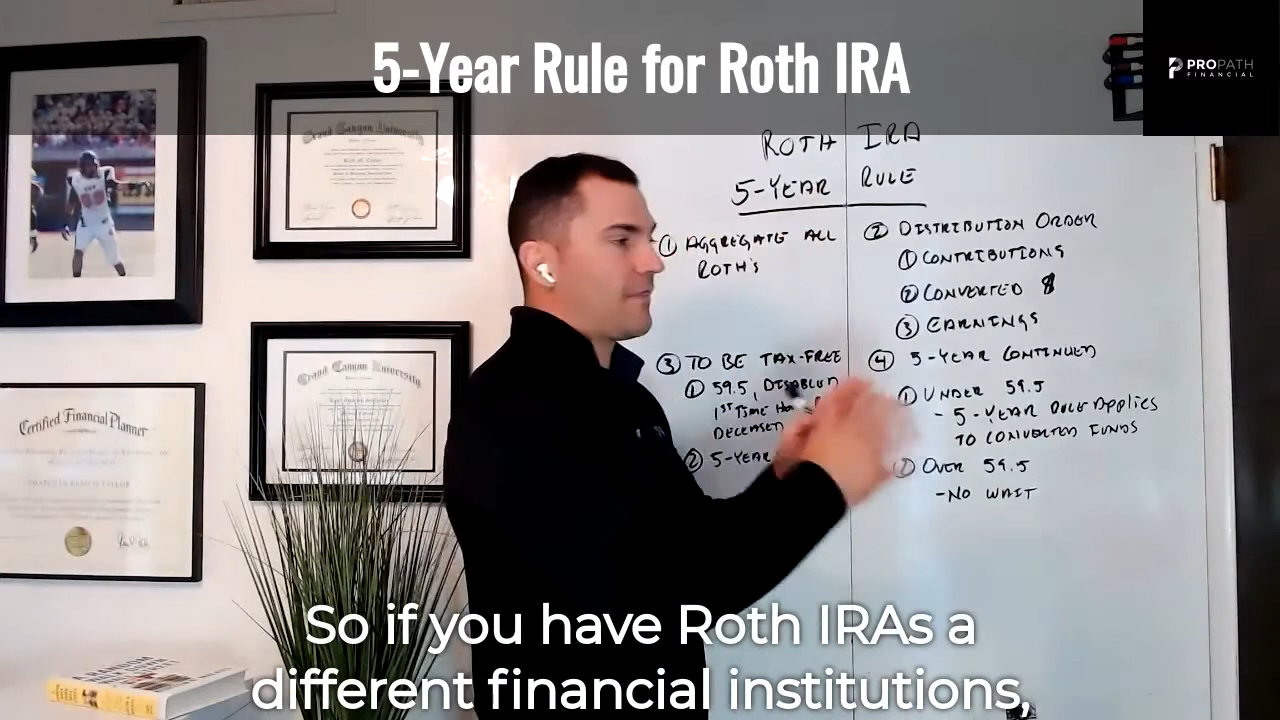 5-Year Rule for Roth IRA
PROPATH
FINANCIAL
ROTH IRA
5-YEAR RULE
① AGGREGATE ALL
ROTH'S
② DISTRIBUTION ORDER
① CONTRIBUTIONS
② CONVERTED $
③ EARNINGS
③ TO BE TAX-FREE
① 59.5, DISABLED
1ST TIME
DECEASED
② 5-YEAR
④ 5-YEAR CONTINUED
① UNDER 59.5
- 5-YEAR RULE Applies
TO CONVERTED FUNDS
② OVER 59.5
-NO WAIT
Grand Canyon University
Grand Canyon University
Certified Financial Planner
So if you have Roth IRAs a
different financial institutions,